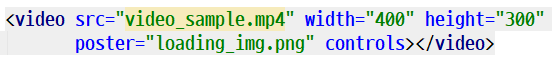 <video src="video_sample.mp4" width="400" height="300"
poster="loading_img.png" controls></video>